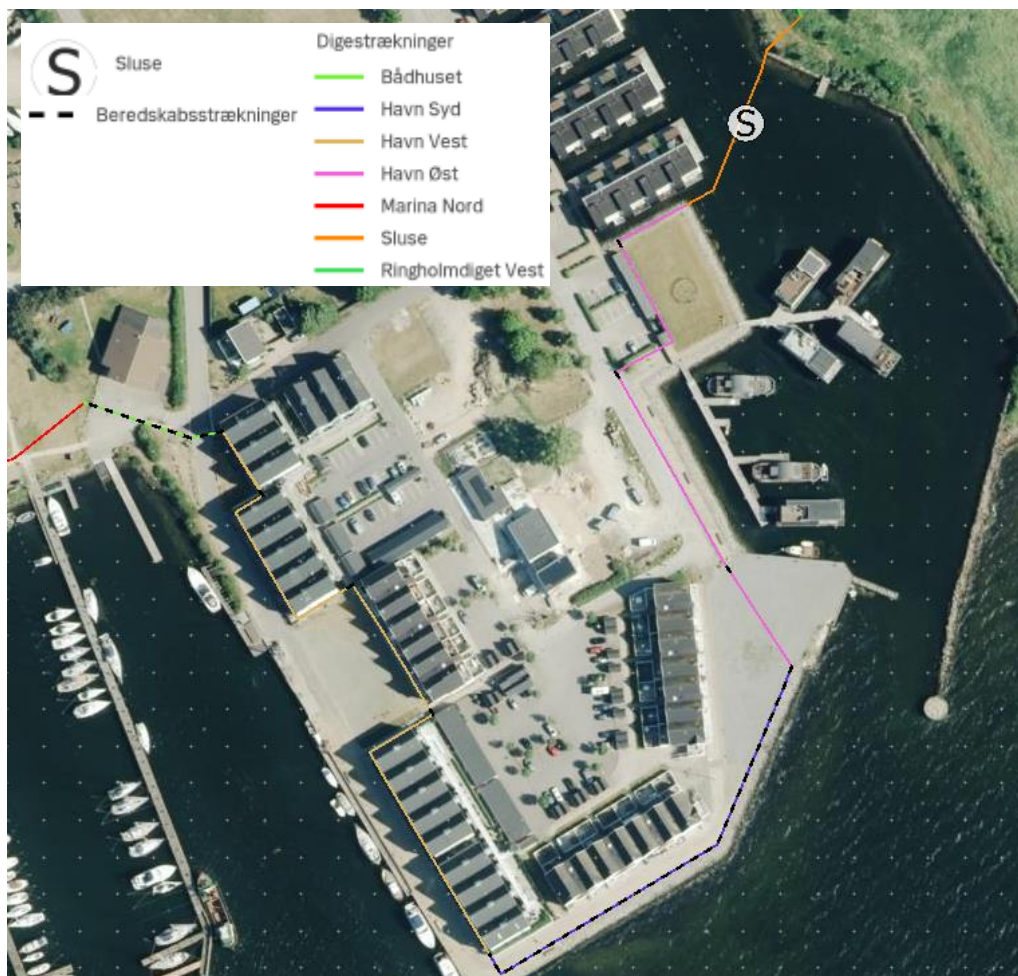 S
Sluse
Beredskabsstrækninger
Digestrækninger
Bådhuset
Havn Syd
Havn Vest
Havn Øst
Marina Nord
Sluse
Ringholmdiget Vest
S